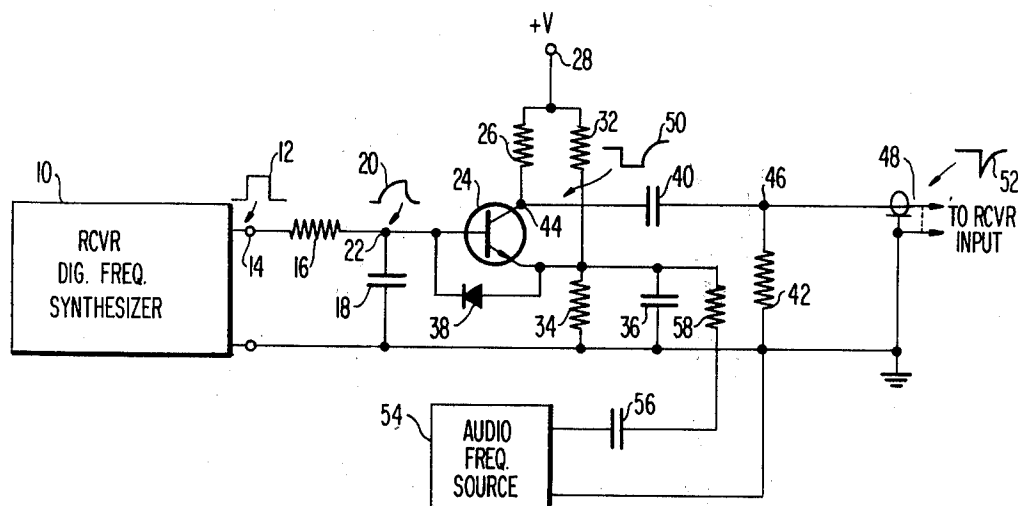 +V
28
10
12
RCVR
DIG. FREQ.
SYNTHESIZER
14
16
20
22
18
24
26
32
50
44
38
34
36
58
40
46
42
48
52
TO RCVR
INPUT
54
AUDIO
FREQ.
SOURCE
56